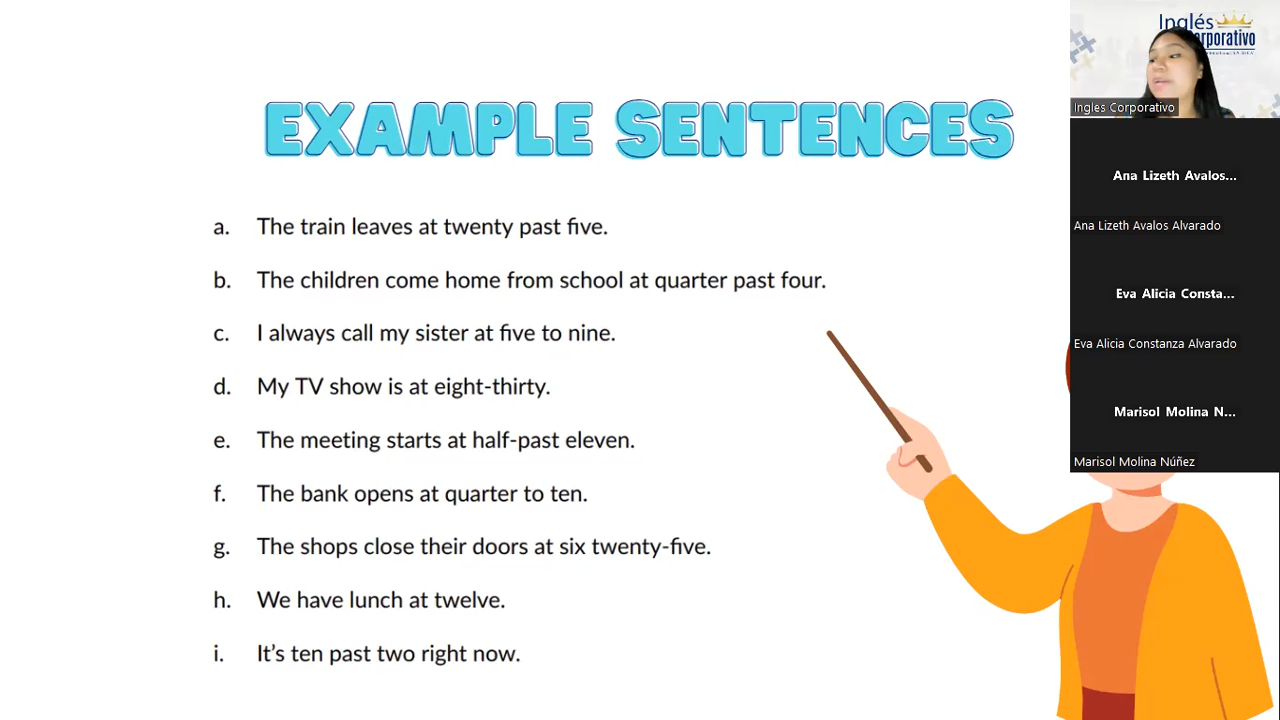 EXAMPLE SENTENCES
a. The train leaves at twenty past five.
b. The children come home from school at quarter past four.
c. I always call my sister at five to nine.
d. My TV show is at eight-thirty.
e. The meeting starts at half-past eleven.
f. The bank opens at quarter to ten.
g. The shops close their doors at six twenty-five.
h. We have lunch at twelve.
i. It's ten past two right now.
Inglés
Ingles Corporativo
Ana Lizeth Avalos...
Ana Lizeth Avalos Alvarado
Eva Alicia Consta...
Eva Alicia Constanza Alvarado
Marisol Molina N...
Marisol Molina Núñez